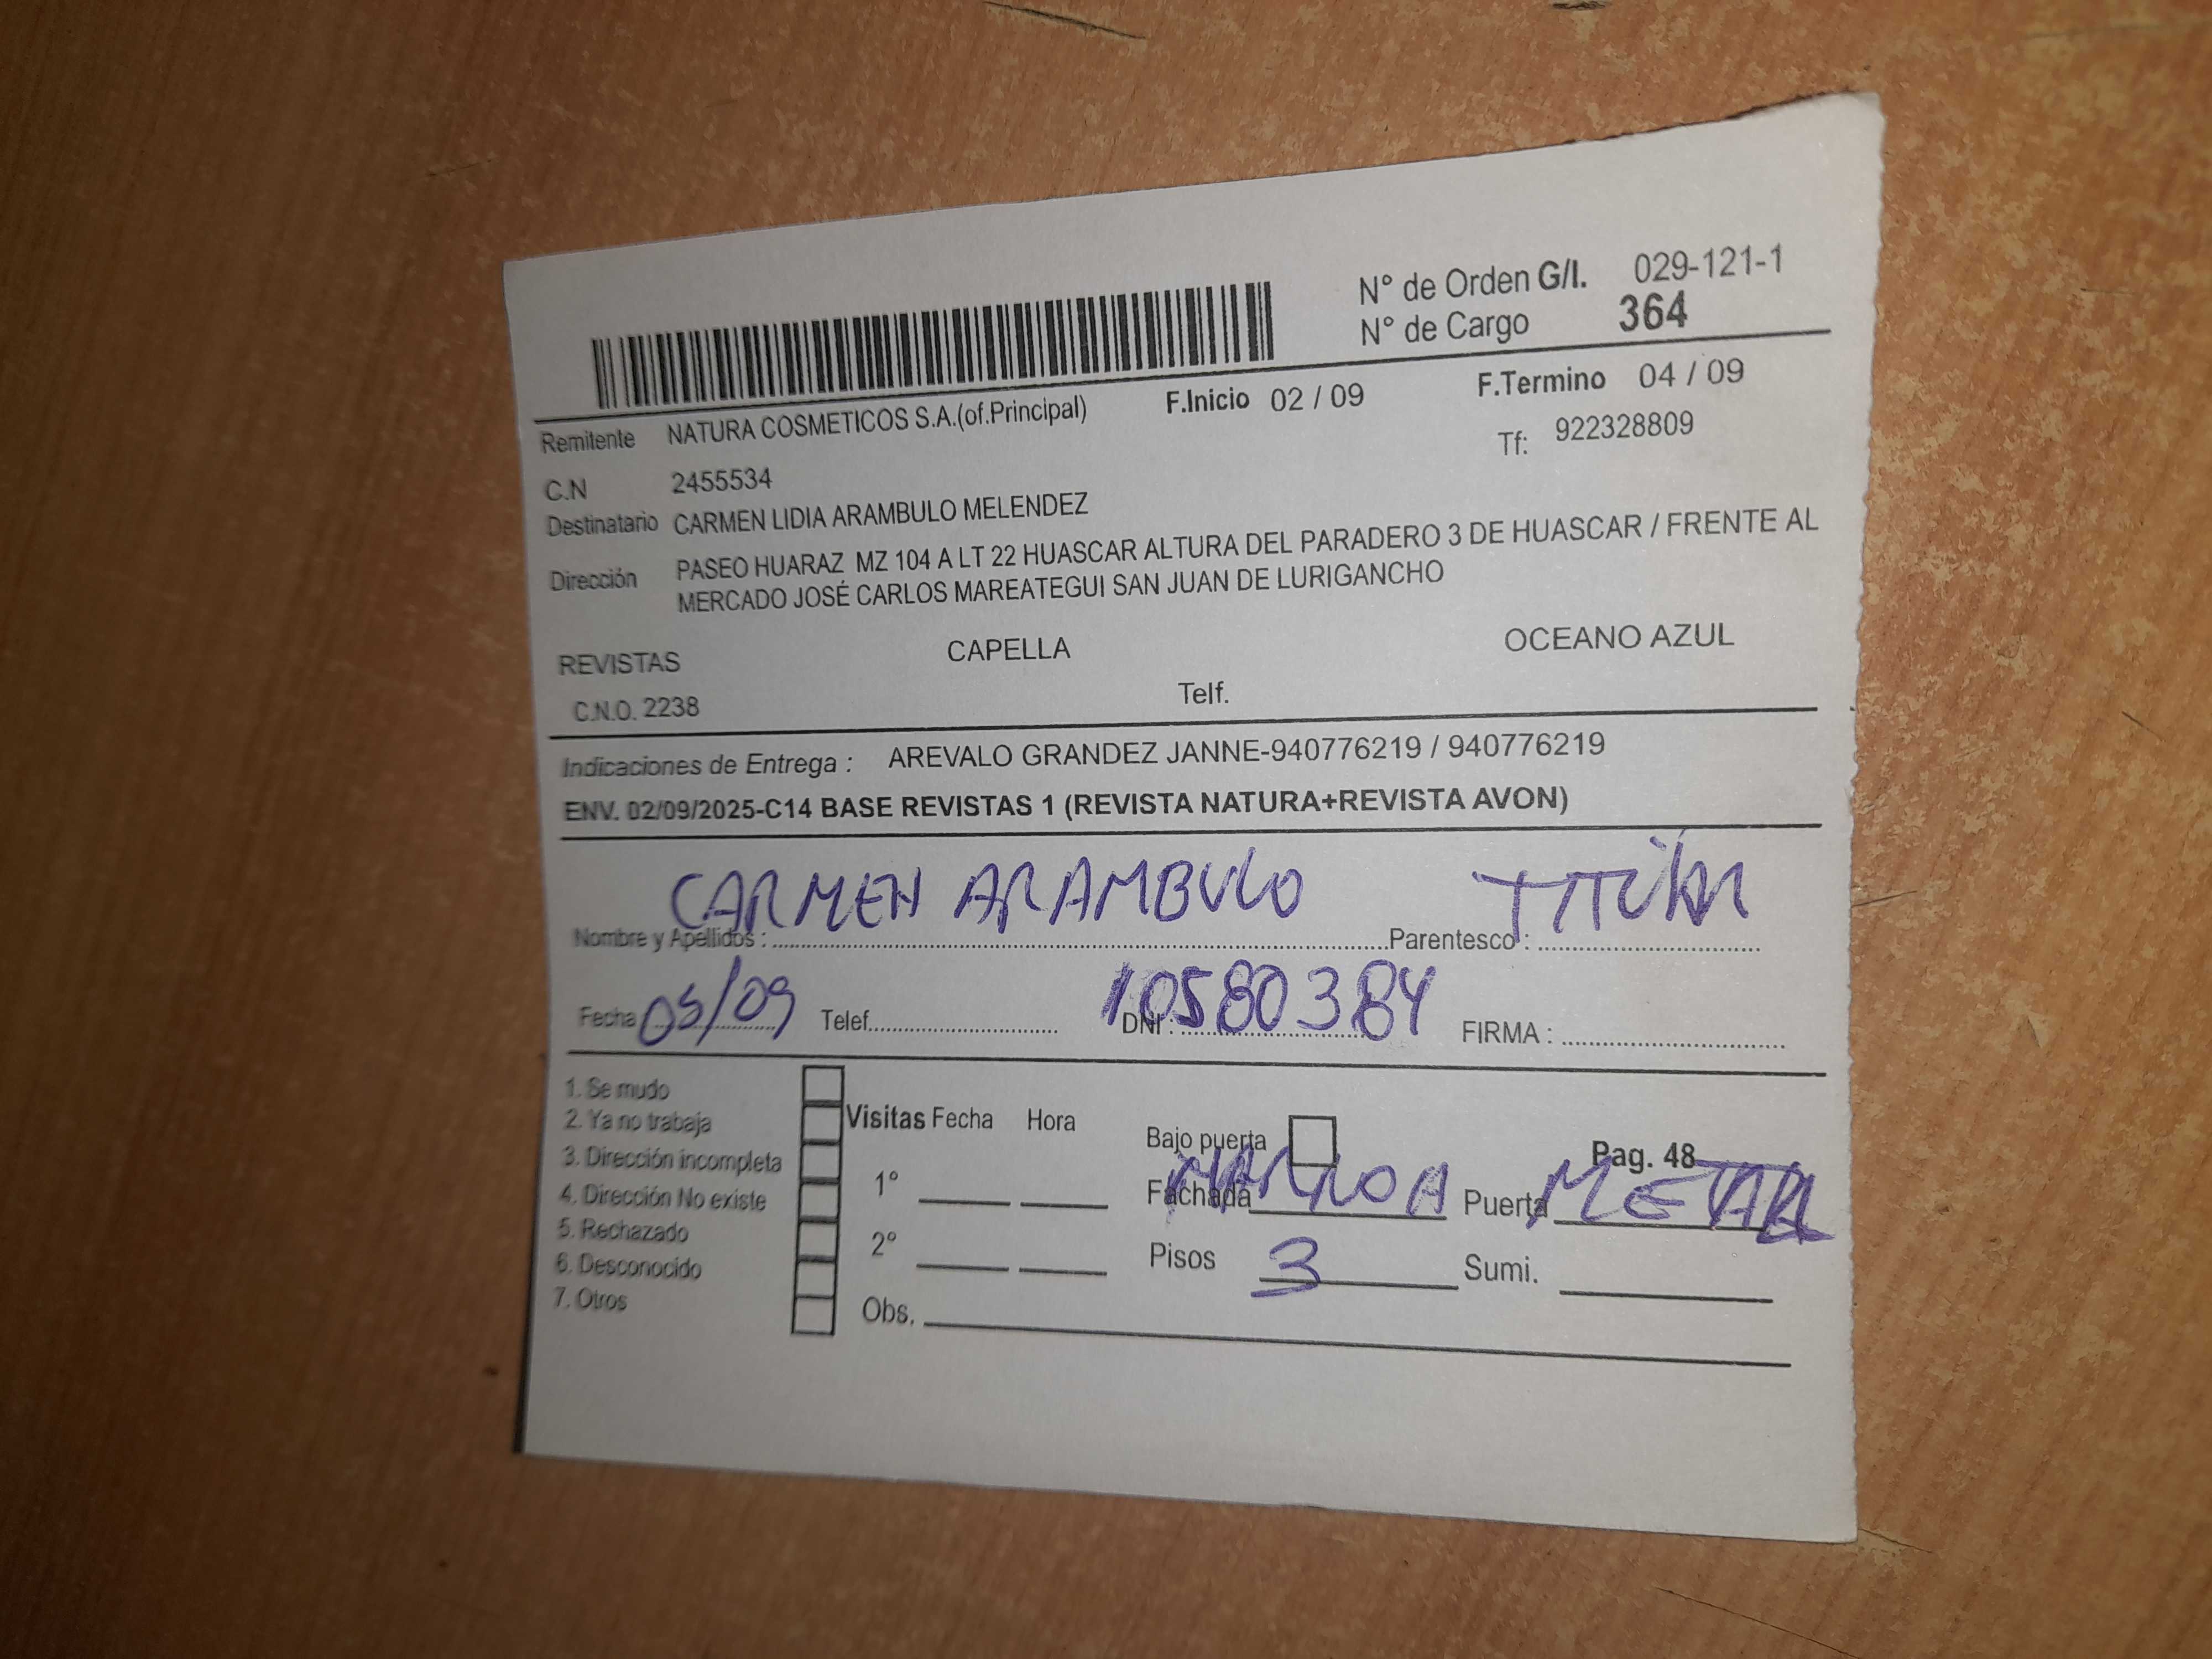 N° de Orden G/I. 029-121-1
N° de Cargo 364
F.Inicio 02 / 09 F.Termino 04 / 09
Remitente NATURA COSMETICOS S.A.(of.Principal) Tf: 922328809
C.N 2455534
Destinatario CARMEN LIDIA ARAMBULO MELENDEZ
Dirección PASEO HUARAZ MZ 104 A LT 22 HUASCAR ALTURA DEL PARADERO 3 DE HUASCAR / FRENTE AL
MERCADO JOSÉ CARLOS MAREATEGUI SAN JUAN DE LURIGANCHO
REVISTAS CAPELLA OCEANO AZUL
C.N.O. 2238 Telf.
Indicaciones de Entrega : AREVALO GRANDEZ JANNE-940776219 / 940776219
ENV. 02/09/2025-C14 BASE REVISTAS 1 (REVISTA NATURA+REVISTA AVON)
Nombre y Apellidos : CARMEN ARAMBULO Parentesco :
Fecha 05/09 Telef. DNI : 10580384 FIRMA :
1. Se mudo
2. Ya no trabaja
3. Dirección incompleta
4. Dirección No existe
5. Rechazado
6. Desconocido
7. Otros
Visitas Fecha Hora
1°
2°
Obs.
Bajo puerta Pag. 48
Fachada Puerta METAL
Pisos 3 Sumi.